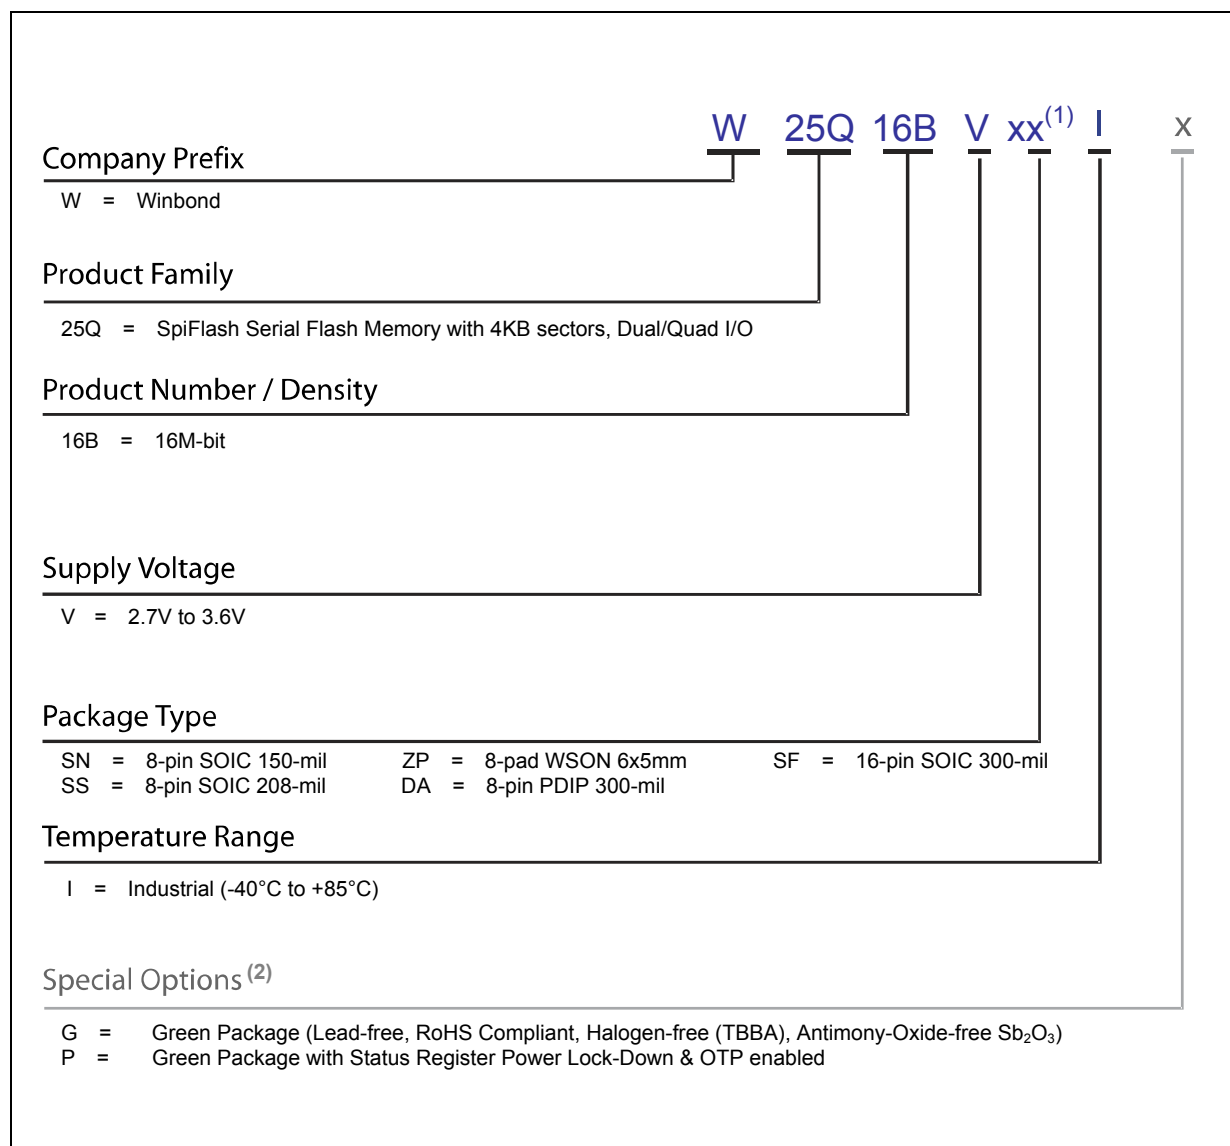 W 25Q 16B V xx(1) I x
Company Prefix
W = Winbond
Product Family
25Q = SpiFlash Serial Flash Memory with 4KB sectors, Dual/Quad I/O
Product Number / Density
16B = 16M-bit
Supply Voltage
V = 2.7V to 3.6V
Package Type
SN = 8-pin SOIC 150-mil ZP = 8-pad WSON 6x5mm SF = 16-pin SOIC 300-mil
SS = 8-pin SOIC 208-mil DA = 8-pin PDIP 300-mil
Temperature Range
I = Industrial (-40°C to +85°C)
Special Options (2)
G = Green Package (Lead-free, RoHS Compliant, Halogen-free (TBBA), Antimony-Oxide-free Sb₂O₃)
P = Green Package with Status Register Power Lock-Down & OTP enabled